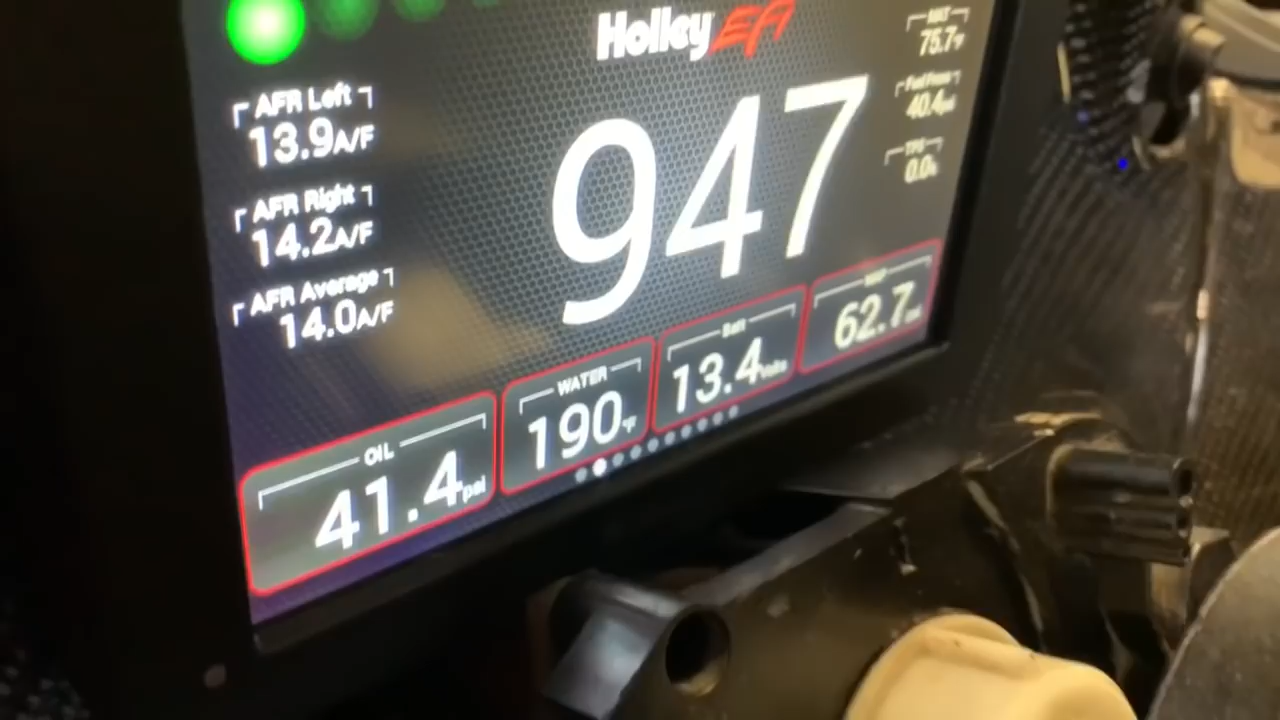 Holley EFI
MAT
75.7°F
AFR Left
13.9A/F
947
Fuel Press
40.4psi
TPS
0.0%
AFR Right
14.2A/F
AFR Average
14.0A/F
OIL
41.4psi
WATER
190°F
Batt
13.4Volts
62.7